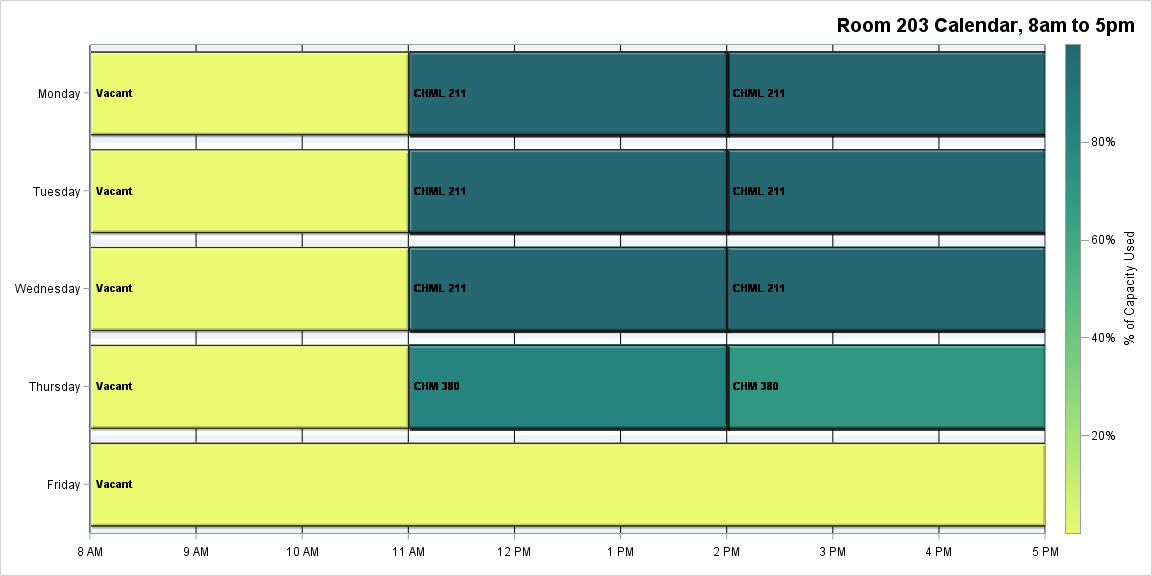 Room 203 Calendar, 8am to 5pm
Monday
Vacant
CHML 211
CHML 211
Tuesday
Vacant
CHML 211
CHML 211
Wednesday
Vacant
CHML 211
CHML 211
Thursday
Vacant
CHM 380
CHM 380
Friday
Vacant
8 AM
9 AM
10 AM
11 AM
12 PM
1 PM
2 PM
3 PM
4 PM
5 PM
80%
60%
40%
20%
% of Capacity Used